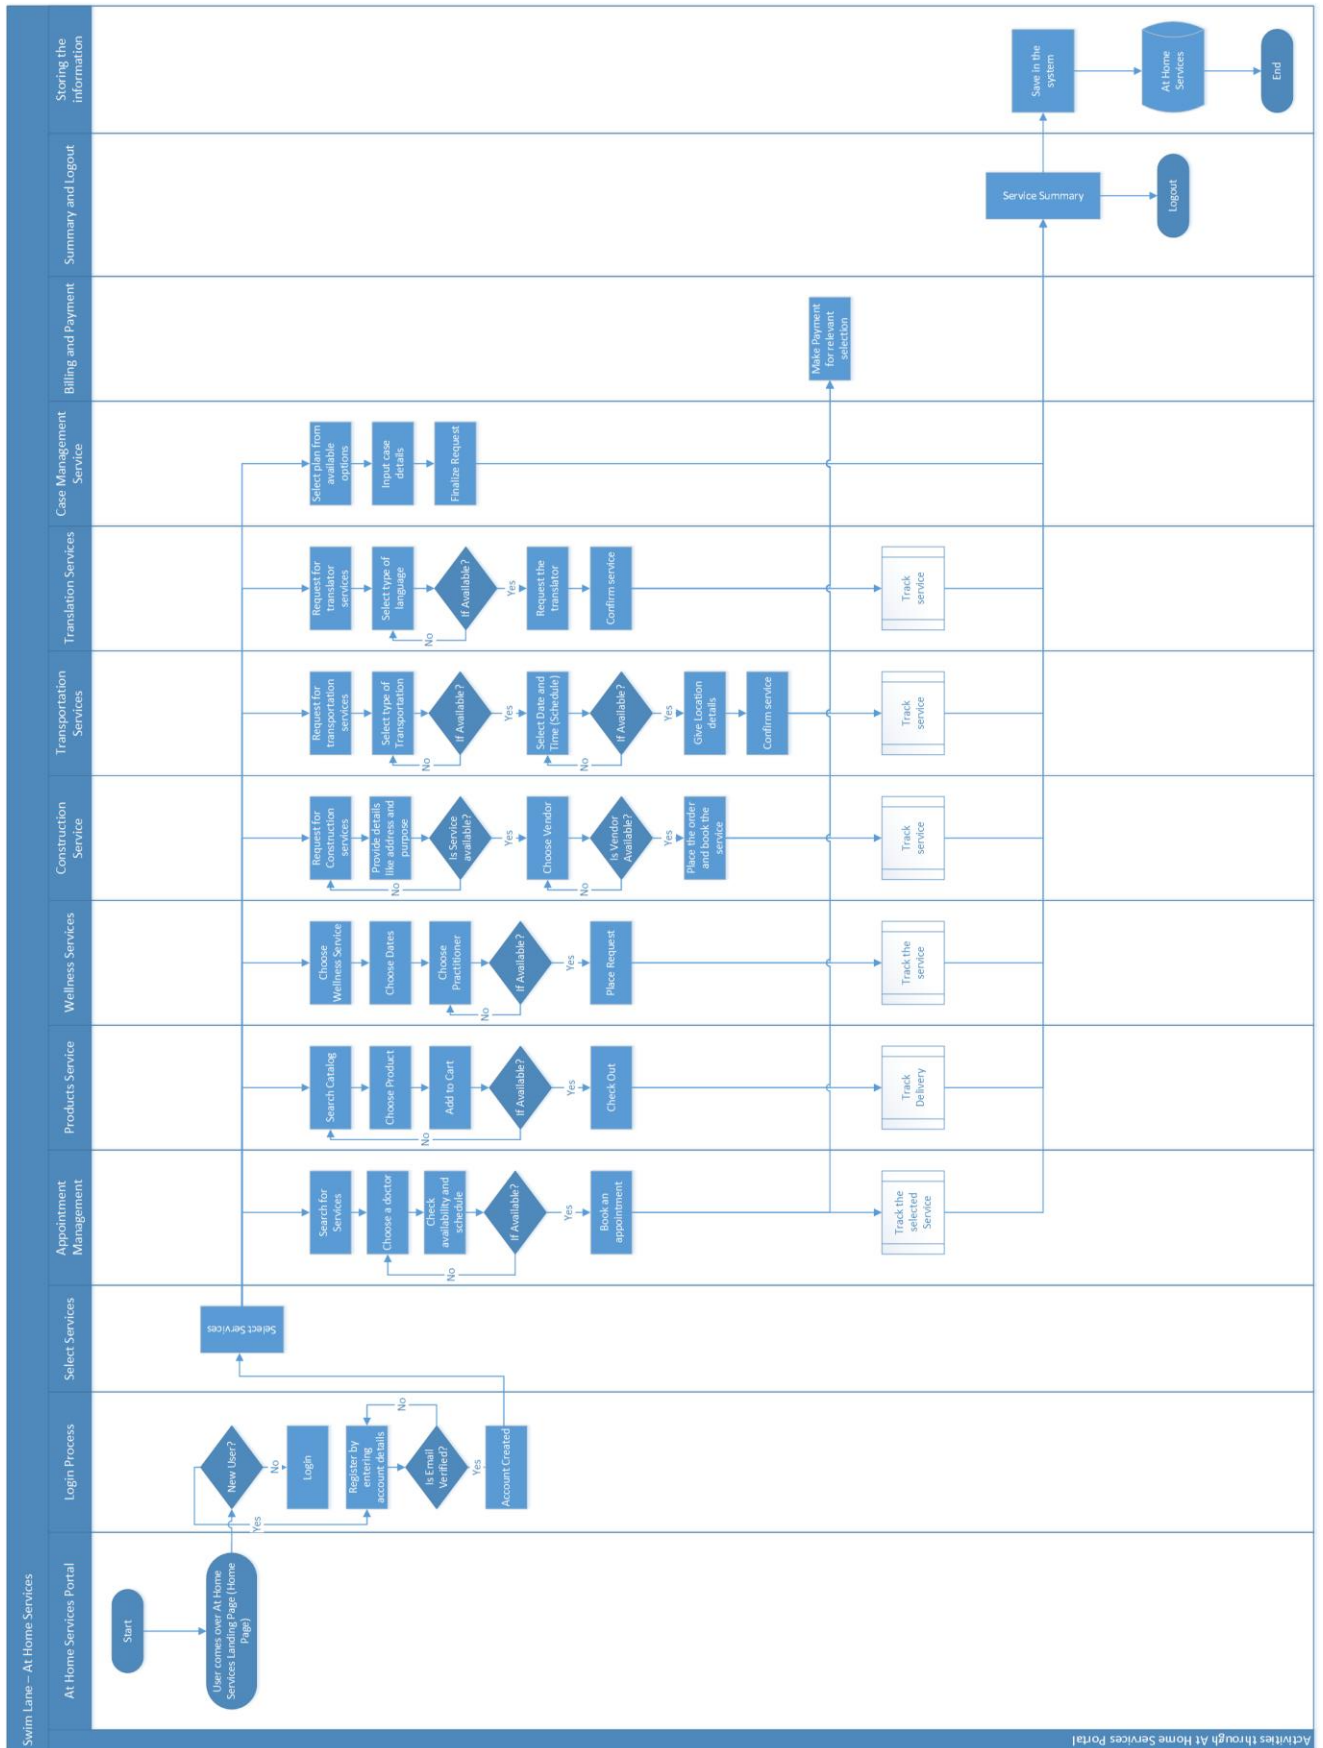 Swim Lane – At Home Services
Activities through At Home Services Portal
At Home Services Portal
Login Process
Select Services
Appointment
Management
Products Service
Wellness Services
Construction
Service
Transportation
Services
Translation Services
Case Management
Service
Billing and Payment
Summary and Logout
Storing the
information
Start
User comes over At Home
Services Landing Page (Home
Page)
New User?
Yes
No
Login
Register by
entering
account details
No
Is Email
Verified?
Yes
Account Created
Select Services
Search for
Services
Choose a doctor
Check
availability and
schedule
If Available?
No
Yes
Book an
appointment
Track the
selected
Service
Search Catalog
Choose Product
Add to Cart
If Available?
No
Yes
Check Out
Track
Delivery
Choose
Wellness Service
Choose Dates
Choose
Practitioner
If Available?
No
Yes
Place Request
Track the
service
Request for
Construction
services
Provide details
like address and
purpose
Is Service
available?
No
Yes
Choose Vendor
Is Vendor
Available?
No
Yes
Place the order
and book the
service
Track
service
Request for
transportation
services
Select type of
Transportation
If Available?
No
Yes
Select Date and
Time (Schedule)
If Available?
No
Yes
Give Location
details
Confirm service
Track
service
Request for
translator
services
Select type of
language
If Available?
No
Yes
Request the
translator
Confirm service
Track
service
Select plan from
available
options
Input case
details
Finalize Request
Make Payment
for relevant
selection
Service Summary
Logout
Save in the
system
At Home
Services
End